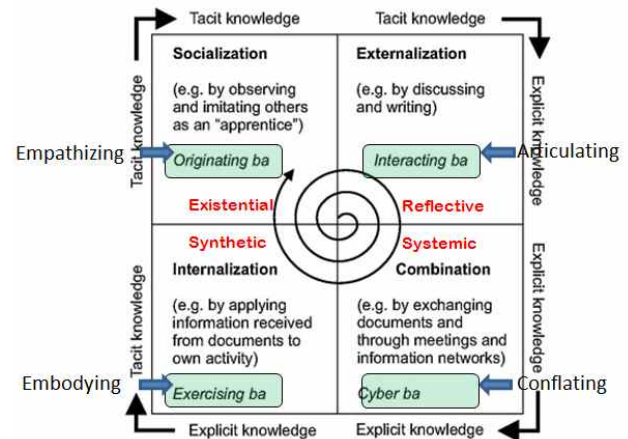 Tacit knowledge
Tacit knowledge
Socialization
(e.g. by observing
and imitating others
as an “apprentice”)
Originating ba
Existential
Externalization
(e.g. by discussing
and writing)
Interacting ba
Reflective
Tacit knowledge
Explicit knowledge
Empathizing
Articulating
Synthetic
Internalization
(e.g. by applying
information received
from documents to
own activity)
Exercising ba
Systemic
Combination
(e.g. by exchanging
documents and
through meetings and
information networks)
Cyber ba
Tacit knowledge
Explicit knowledge
Embodying
Conflating
Explicit knowledge
Explicit knowledge